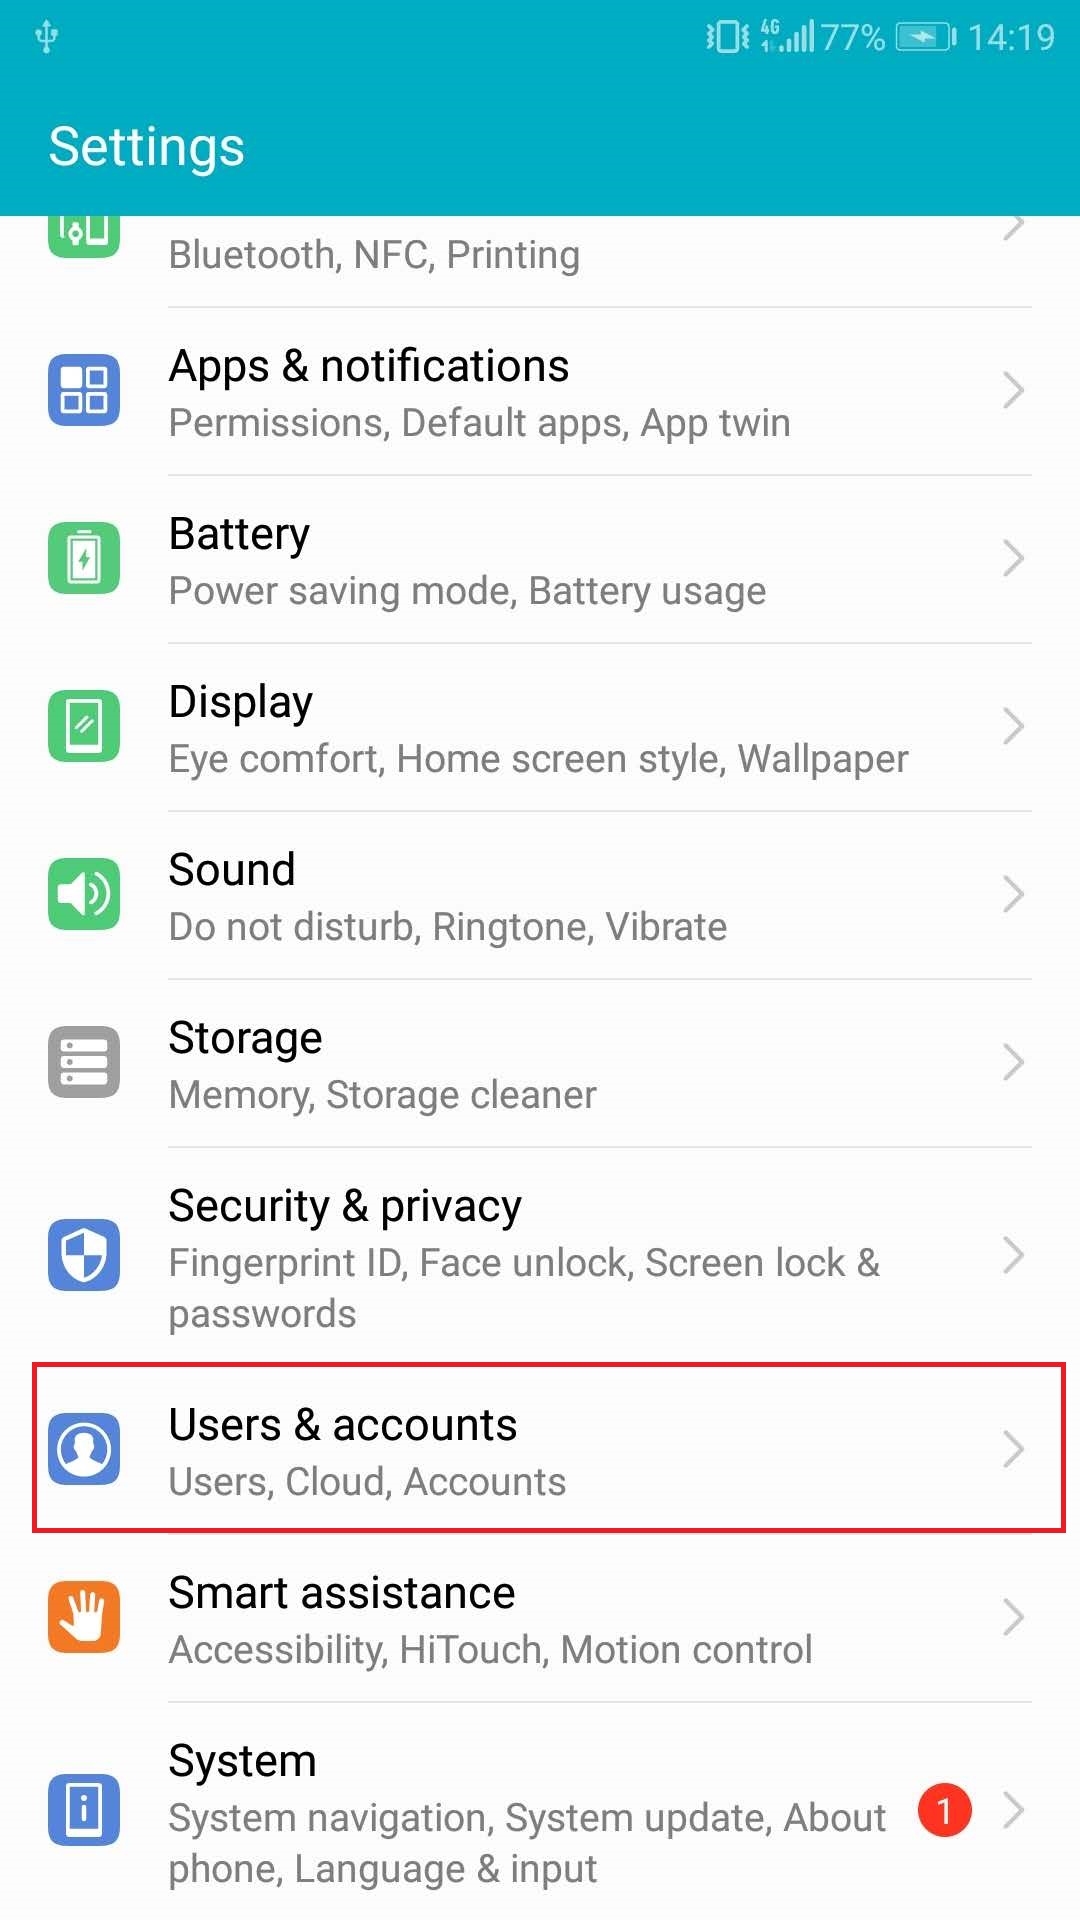 4G
77%
14:19
Settings
Bluetooth, NFC, Printing
Apps & notifications
Permissions, Default apps, App twin
Battery
Power saving mode, Battery usage
Display
Eye comfort, Home screen style, Wallpaper
Sound
Do not disturb, Ringtone, Vibrate
Storage
Memory, Storage cleaner
Security & privacy
Fingerprint ID, Face unlock, Screen lock &
passwords
Users & accounts
Users, Cloud, Accounts
Smart assistance
Accessibility, HiTouch, Motion control
System
System navigation, System update, About
phone, Language & input
1